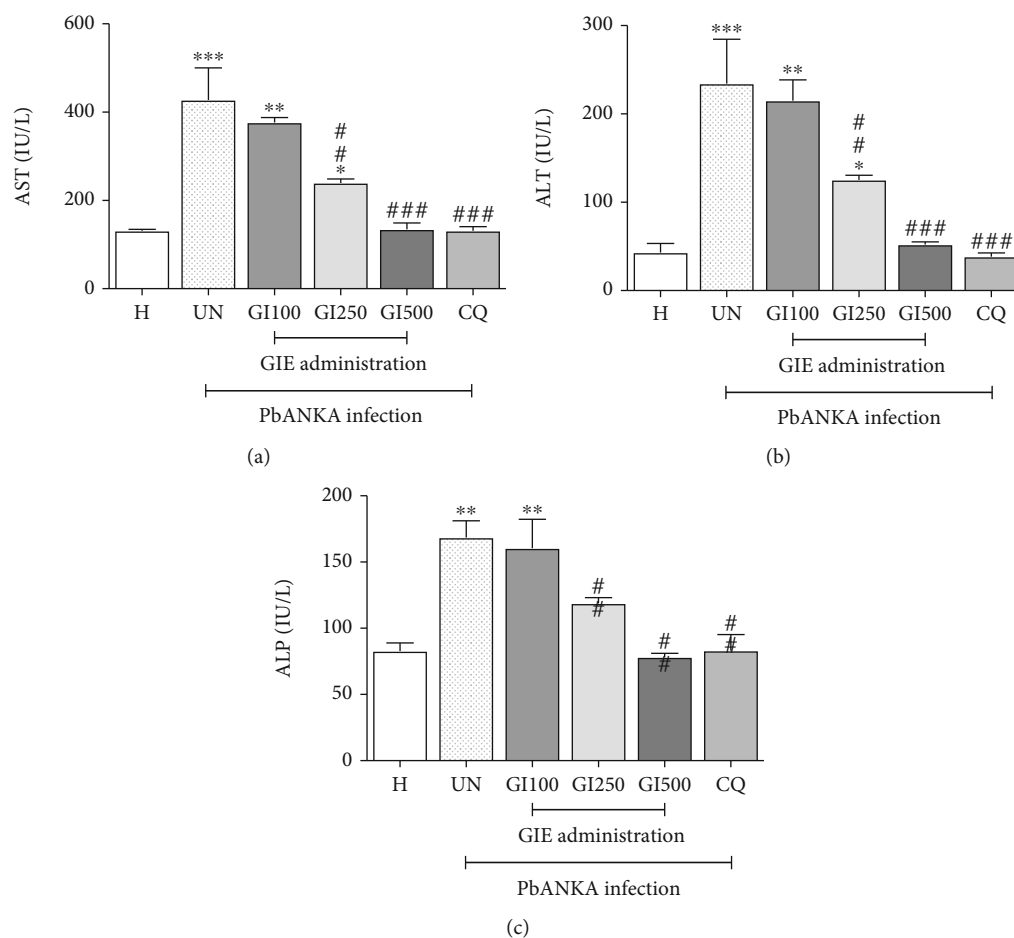 AST (IU/L)
600
400
200
0
***
**
#
#
*
###
###
H UN GI100 GI250 GI500 CQ
GIE administration
PbANKA infection
(a)
ALT (IU/L)
300
200
100
0
***
**
#
#
*
###
###
H UN GI100 GI250 GI500 CQ
GIE administration
PbANKA infection
(b)
ALP (IU/L)
200
150
100
50
0
**
**
#
#
#
#
#
#
H UN GI100 GI250 GI500 CQ
GIE administration
PbANKA infection
(c)